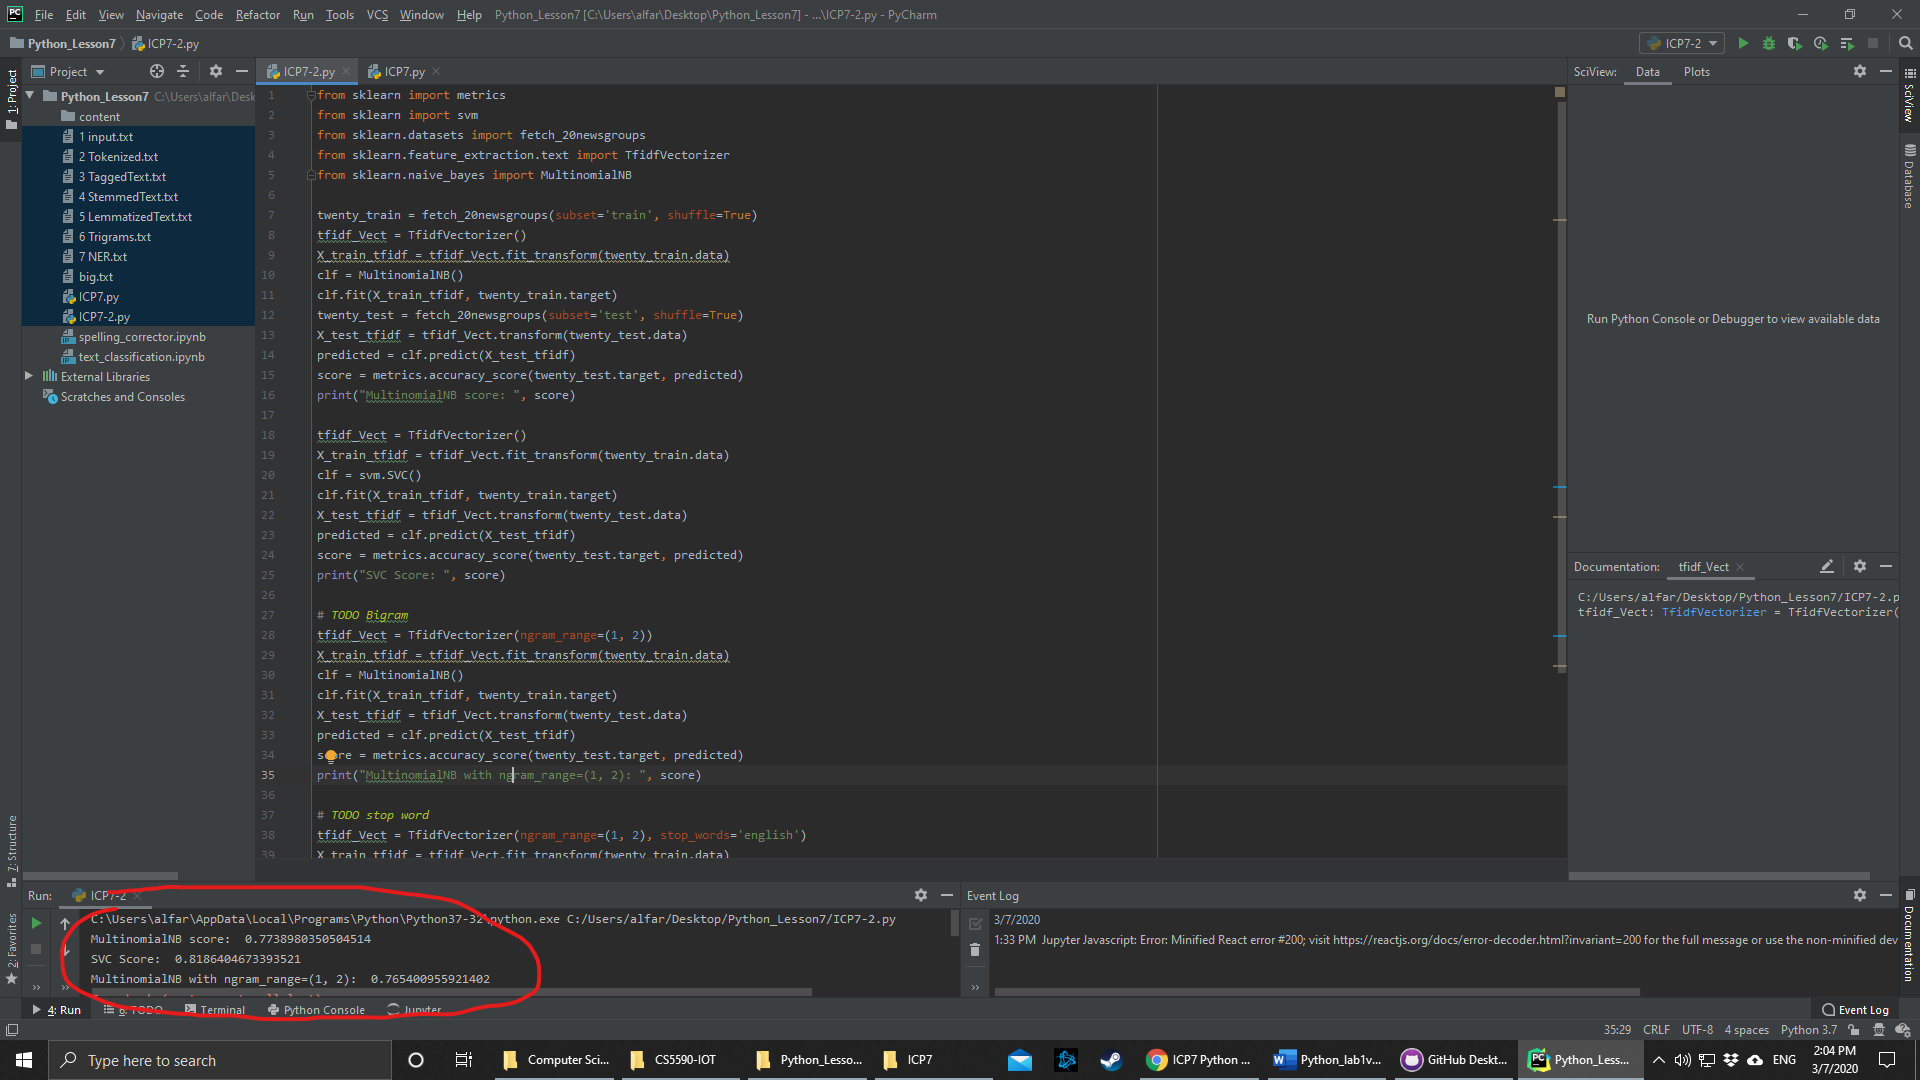 File Edit View Navigate Code Refactor Run Tools VCS Window Help Python_Lesson7 [C:\Users\alfar\Desktop\Python_Lesson7] - ...\ICP7-2.py - PyCharm
Python_Lesson7 ICP7-2.py
ICP7-2
Project
ICP7-2.py
ICP7.py
SciView: Data Plots
1: Project
Python_Lesson7 C:\Users\alfar\Desk
content
1 input.txt
2 Tokenized.txt
3 TaggedText.txt
4 StemmedText.txt
5 LemmatizedText.txt
6 Trigrams.txt
7 NER.txt
big.txt
ICP7.py
ICP7-2.py
spelling_corrector.ipynb
text_classification.ipynb
External Libraries
Scratches and Consoles
7: Structure
2: Favorites
1 from sklearn import metrics
2 from sklearn import svm
3 from sklearn.datasets import fetch_20newsgroups
4 from sklearn.feature_extraction.text import TfidfVectorizer
5 from sklearn.naive_bayes import MultinomialNB
6
7 twenty_train = fetch_20newsgroups(subset='train', shuffle=True)
8 tfidf_Vect = TfidfVectorizer()
9 X_train_tfidf = tfidf_Vect.fit_transform(twenty_train.data)
10 clf = MultinomialNB()
11 clf.fit(X_train_tfidf, twenty_train.target)
12 twenty_test = fetch_20newsgroups(subset='test', shuffle=True)
13 X_test_tfidf = tfidf_Vect.transform(twenty_test.data)
14 predicted = clf.predict(X_test_tfidf)
15 score = metrics.accuracy_score(twenty_test.target, predicted)
16 print("MultinomialNB score: ", score)
17
18 tfidf_Vect = TfidfVectorizer()
19 X_train_tfidf = tfidf_Vect.fit_transform(twenty_train.data)
20 clf = svm.SVC()
21 clf.fit(X_train_tfidf, twenty_train.target)
22 X_test_tfidf = tfidf_Vect.transform(twenty_test.data)
23 predicted = clf.predict(X_test_tfidf)
24 score = metrics.accuracy_score(twenty_test.target, predicted)
25 print("SVC Score: ", score)
26
27 # TODO Bigram
28 tfidf_Vect = TfidfVectorizer(ngram_range=(1, 2))
29 X_train_tfidf = tfidf_Vect.fit_transform(twenty_train.data)
30 clf = MultinomialNB()
31 clf.fit(X_train_tfidf, twenty_train.target)
32 X_test_tfidf = tfidf_Vect.transform(twenty_test.data)
33 predicted = clf.predict(X_test_tfidf)
34 score = metrics.accuracy_score(twenty_test.target, predicted)
35 print("MultinomialNB with ngram_range=(1, 2): ", score)
36
37 # TODO stop word
38 tfidf_Vect = TfidfVectorizer(ngram_range=(1, 2), stop_words='english')
39 X_train_tfidf = tfidf_Vect.fit_transform(twenty_train.data)
Run Python Console or Debugger to view available data
Documentation: tfidf_Vect
C:/Users/alfar/Desktop/Python_Lesson7/ICP7-2.p
tfidf_Vect: TfidfVectorizer = TfidfVectorizer(
SciView
Database
Documentation
Run: ICP7-2
C:\Users\alfar\AppData\Local\Programs\Python\Python37-32\python.exe C:/Users/alfar/Desktop/Python_Lesson7/ICP7-2.py
MultinomialNB score: 0.7738980350504514
SVC Score: 0.8186404673393521
MultinomialNB with ngram_range=(1, 2): 0.765400955921402
Event Log
3/7/2020
1:33 PM Jupyter Javascript: Error: Minified React error #200; visit https://reactjs.org/docs/error-decoder.html?invariant=200 for the full message or use the non-minified dev
4: Run 6: TODO Terminal Python Console Jupyter Event Log
35:29 CRLF UTF-8 4 spaces Python 3.7
Type here to search
Computer Sci...
CS5590-IOT
Python_Lesso...
ICP7
ICP7 Python ...
Python_lab1v...
GitHub Deskt...
Python_Less...
ENG
2:04 PM
3/7/2020